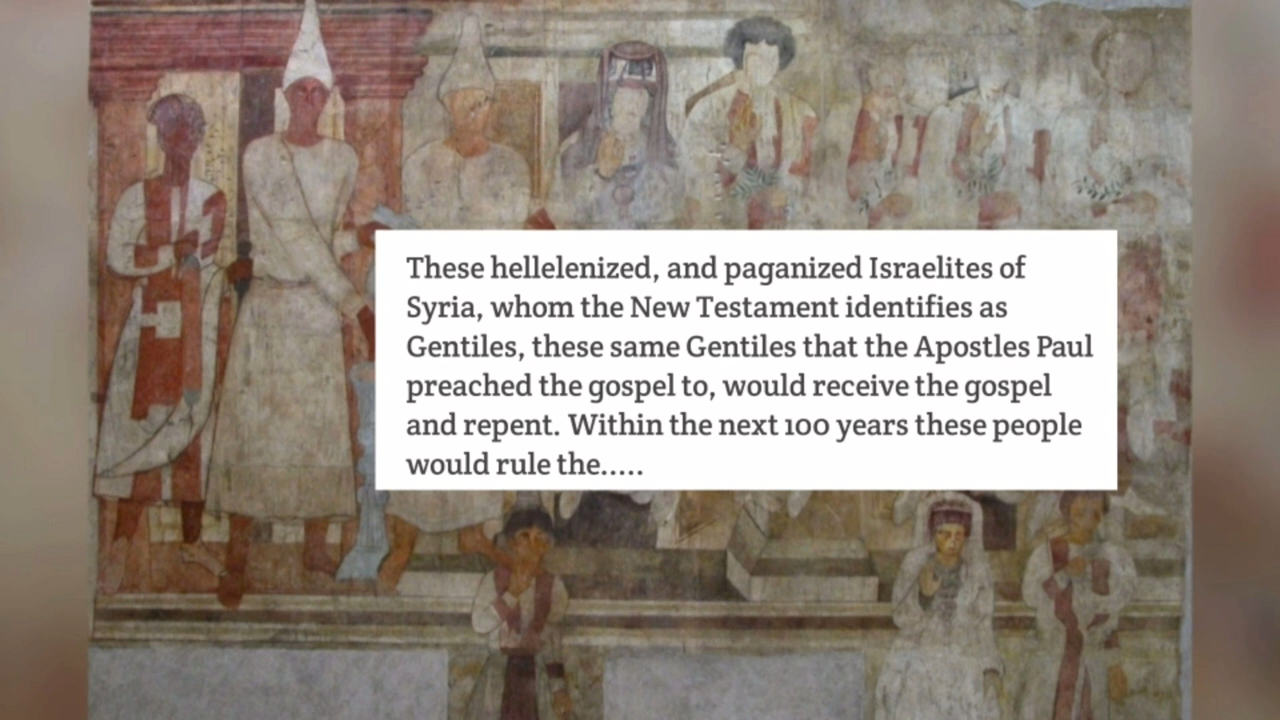 These hellelenized, and paganized Israelites of
Syria, whom the New Testament identifies as
Gentiles, these same Gentiles that the Apostles Paul
preached the gospel to, would receive the gospel
and repent. Within the next 100 years these people
would rule the.....